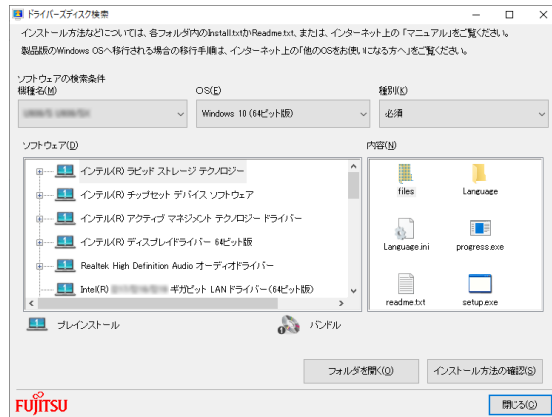 ドライバーズディスク検索
インストール方法などについては、各フォルダ内のInstall.txtかReadme.txt、または、インターネット上の「マニュアル」をご覧ください。
製品版のWindows OSへ移行される場合の移行手順は、インターネット上の「他のOSをお使いになる方へ」をご覧ください。
ソフトウェアの検索条件
機種名(M) OS(E) 種別(K)
Windows 10 (64ビット版) 必須
ソフトウェア(D) 内容(N)
インテル(R) ラピッド ストレージ テクノロジー
インテル(R) チップセット デバイス ソフトウェア
インテル(R) アクティブ マネジメント テクノロジー ドライバー
インテル(R) ディスプレイドライバー 64ビット版
Realtek High Definition Audio オーディオドライバー
Intel(R) ギガビット LAN ドライバー(64ビット版)
files Language
Language.ini progress.exe
readme.txt setup.exe
プレインストール バンドル
フォルダを開く(O) インストール方法の確認(S)
FUJITSU 閉じる(C)